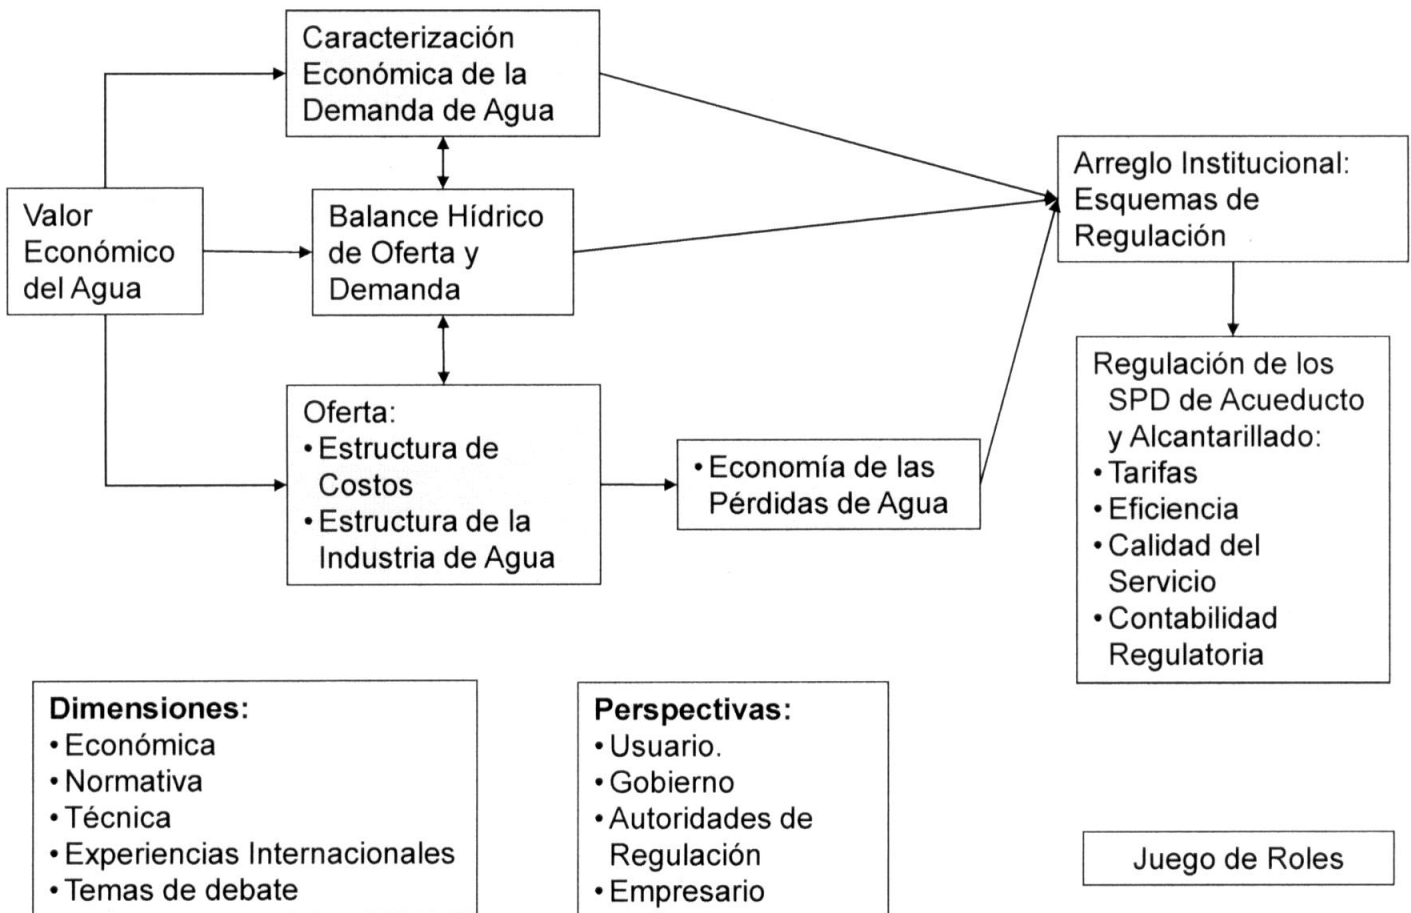 Caracterización
Económica de la
Demanda de Agua
Valor
Económico
del Agua
Balance Hídrico
de Oferta y
Demanda
Arreglo Institucional:
Esquemas de
Regulación
Oferta:
• Estructura de
Costos
• Estructura de la
Industria de Agua
• Economía de las
Pérdidas de Agua
Regulación de los
SPD de Acueducto
y Alcantarillado:
• Tarifas
• Eficiencia
• Calidad del
Servicio
• Contabilidad
Regulatoria
Dimensiones:
• Económica
• Normativa
• Técnica
• Experiencias Internacionales
• Temas de debate
Perspectivas:
• Usuario.
• Gobierno
• Autoridades de
Regulación
• Empresario
Juego de Roles